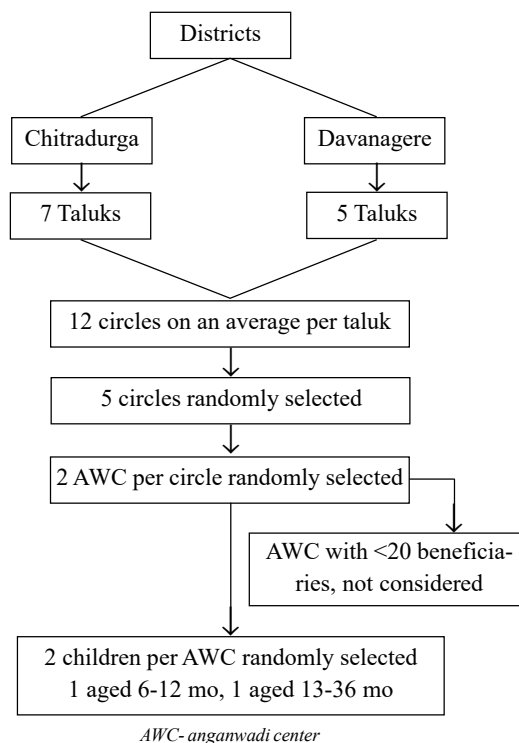 Districts
Chitradurga
Davanagere
7 Taluks
5 Taluks
12 circles on an average per taluk
5 circles randomly selected
2 AWC per circle randomly selected
AWC with <20 beneficia-
ries, not considered
2 children per AWC randomly selected
1 aged 6-12 mo, 1 aged 13-36 mo
AWC- anganwadi center